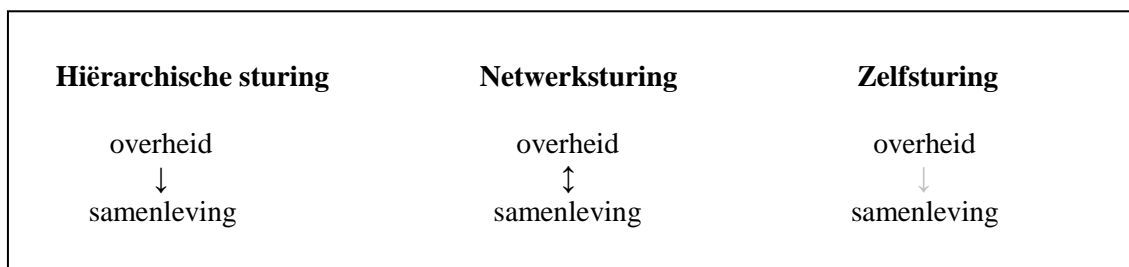 Hiërarchische sturing Netwerksturing Zelfsturing
overheid overheid overheid
↓ ↕ ↓
samenleving samenleving samenleving